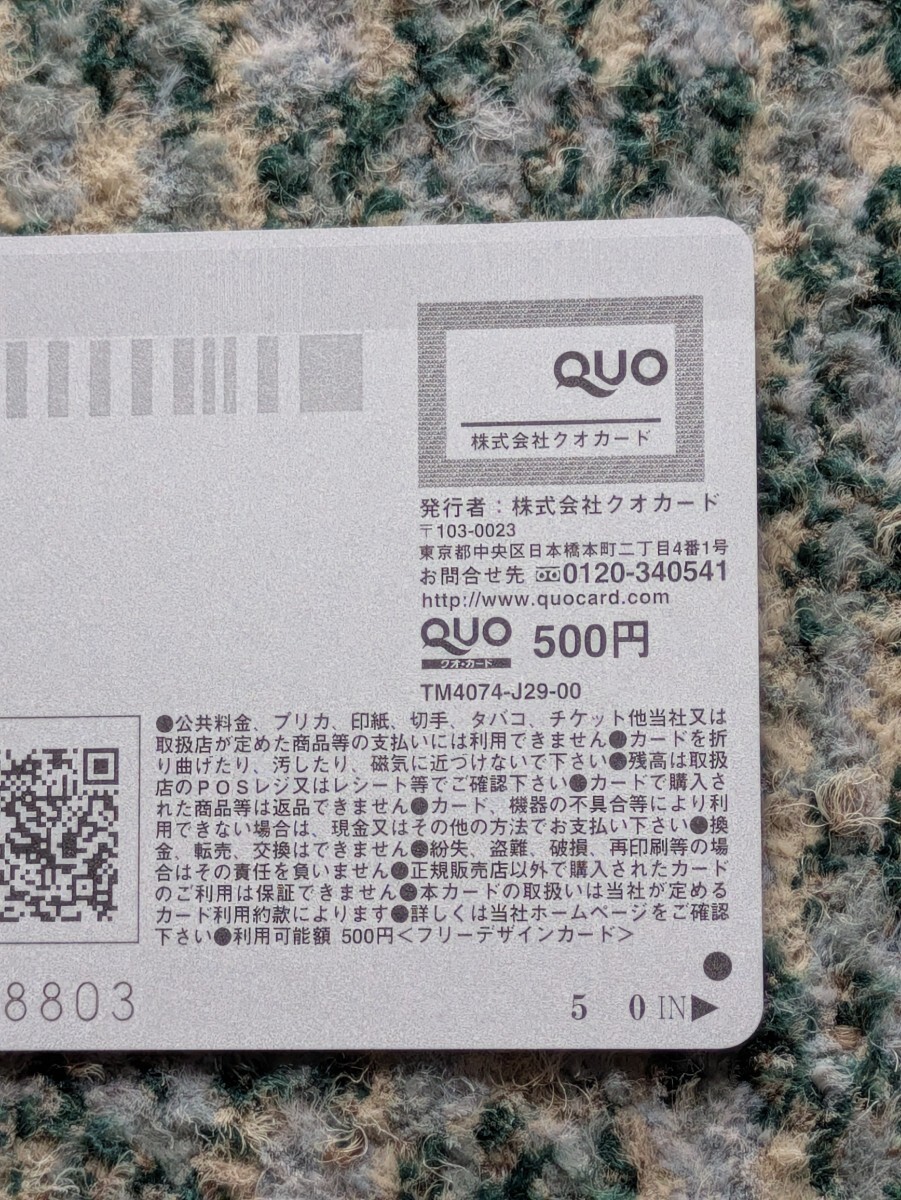 QUO
株式会社クオカード
発行者：株式会社クオカード
〒103-0023
東京都中央区日本橋本町二丁目4番1号
お問合せ先 0120-340541
http://www.quocard.com
QUO 500円
クオ・カード
TM4074-J29-00
●公共料金、プリカ、印紙、切手、タバコ、チケット他当社又は
取扱店が定めた商品等の支払いには利用できません●カードを折
り曲げたり、汚したり、磁気に近づけないで下さい●残高は取扱
店のPOSレジ又はレシート等でご確認下さい●カードで購入さ
れた商品等は返品できません●カード、機器の不具合等により利
用できない場合は、現金又はその他の方法でお支払い下さい●換
金、転売、交換はできません●紛失、盗難、破損、再印刷等の場
合はその責任を負いません●正規販売店以外で購入されたカード
のご利用は保証できません●本カードの取扱いは当社が定める
カード利用約款によります●詳しくは当社ホームページをご確認
下さい●利用可能額 500円＜フリーデザインカード＞
8803
5 0 IN▶